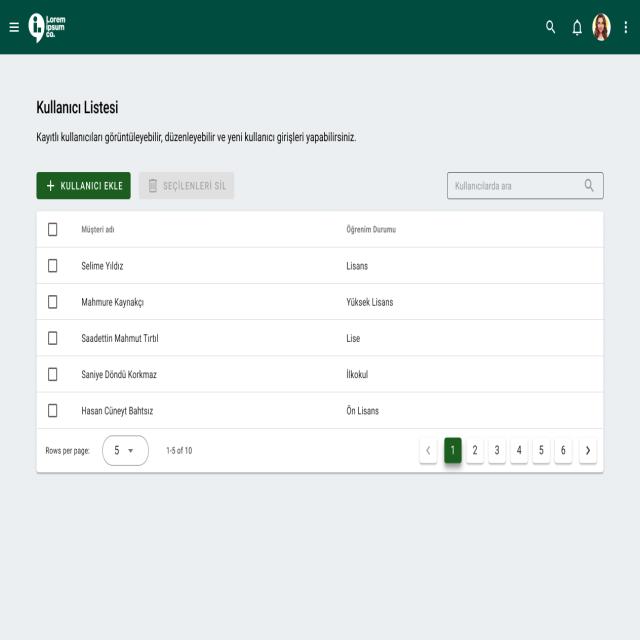 Lorem
ipsum
co.
Kullanıcı Listesi
Kayıtlı kullanıcıları görüntüleyebilir, düzenleyebilir ve yeni kullanıcı girişleri yapabilirsiniz.
KULLANICI EKLE
SEÇİLENLERİ SİL
Kullanıcılarda ara
Müşteri adı Öğrenim Durumu
Selime Yıldız Lisans
Mahmure Kaynakçı Yüksek Lisans
Saadettin Mahmut Tırtıl Lise
Saniye Döndü Korkmaz İlkokul
Hasan Cüneyt Bahtsız Ön Lisans
Rows per page: 5 1-5 of 10 1 2 3 4 5 6